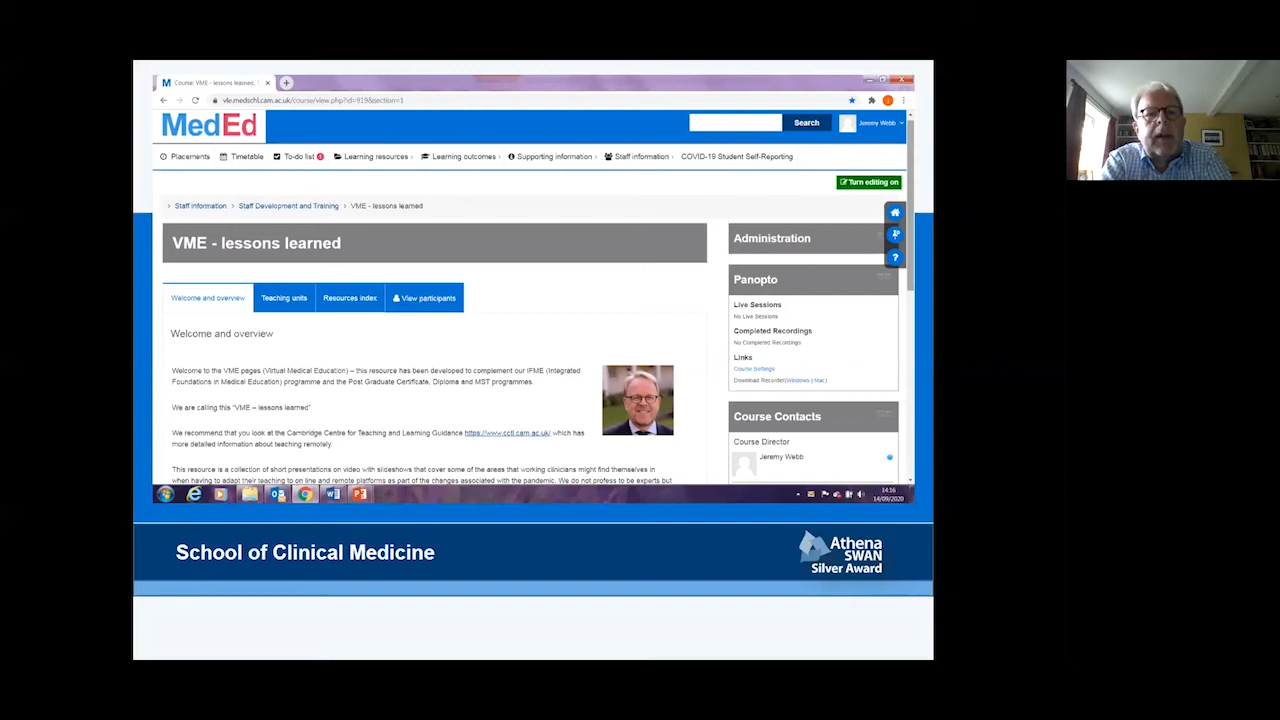 Course: VME - lessons learned,
vle.medschl.cam.ac.uk/course/view.php?id=919&section=1
MedEd
Search
Jeremy Webb
Placements Timetable To-do list Learning resources Learning outcomes Supporting information Staff information COVID-19 Student Self-Reporting
Turn editing on
Staff information Staff Development and Training VME - lessons learned
VME - lessons learned
Welcome and overview Teaching units Resources index View participants
Welcome and overview
Welcome to the VME pages (Virtual Medical Education) – this resource has been developed to complement our IFME (Integrated
Foundations in Medical Education) programme and the Post Graduate Certificate, Diploma and MST programmes.
We are calling this “VME – lessons learned”
We recommend that you look at the Cambridge Centre for Teaching and Learning Guidance https://www.cctl.cam.ac.uk/ which has
more detailed information about teaching remotely.
This resource is a collection of short presentations on video with slideshows that cover some of the areas that working clinicians might find themselves in
when having to adapt their teaching to on line and remote platforms as part of the changes associated with the pandemic. We do not profess to be experts but
Administration
Panopto
Live Sessions
No Live Sessions
Completed Recordings
No Completed Recordings
Links
Course Settings
Download Recorder(Windows | Mac)
Course Contacts
Course Director
Jeremy Webb
14:16
14/09/2020
School of Clinical Medicine
Athena
SWAN
Silver Award